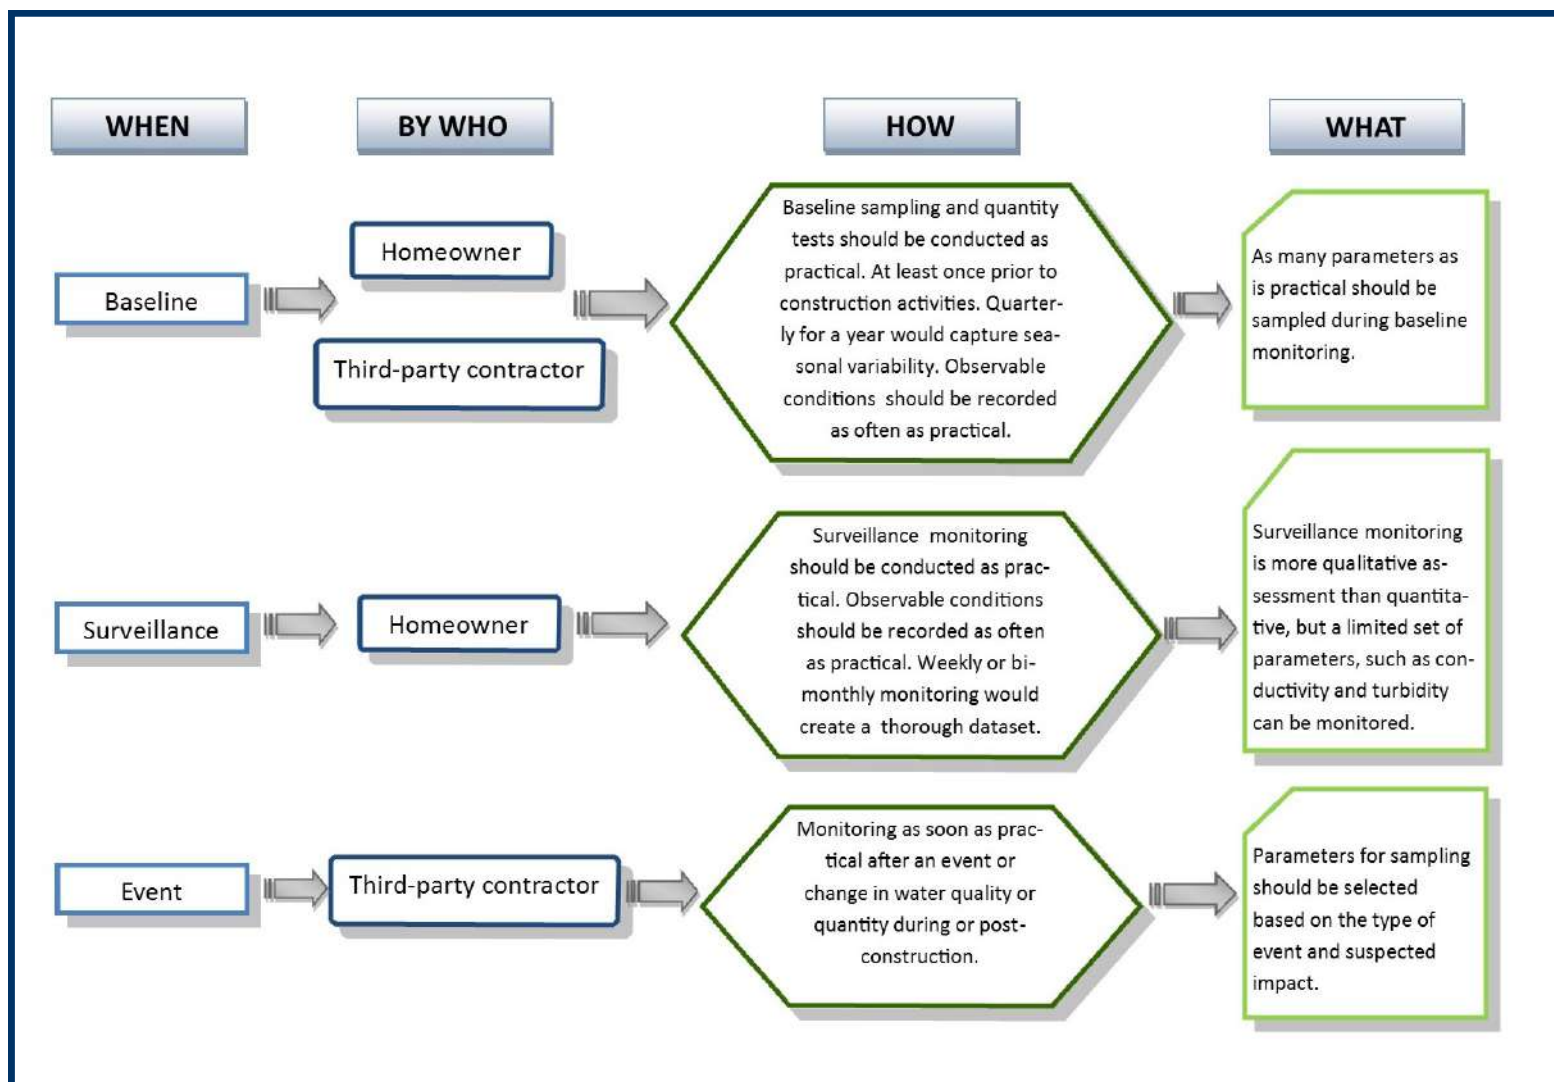 WHEN
BY WHO
HOW
WHAT
Baseline
Homeowner
Third-party contractor
Baseline sampling and quantity
tests should be conducted as
practical. At least once prior to
construction activities. Quarter-
ly for a year would capture sea-
sonal variability. Observable
conditions should be recorded
as often as practical.
As many parameters as
is practical should be
sampled during baseline
monitoring.
Surveillance
Homeowner
Surveillance monitoring
should be conducted as prac-
tical. Observable conditions
should be recorded as often
as practical. Weekly or bi-
monthly monitoring would
create a thorough dataset.
Surveillance monitoring
is more qualitative as-
sessment than quantita-
tive, but a limited set of
parameters, such as con-
ductivity and turbidity
can be monitored.
Event
Third-party contractor
Monitoring as soon as prac-
tical after an event or
change in water quality or
quantity during or post-
construction.
Parameters for sampling
should be selected
based on the type of
event and suspected
impact.